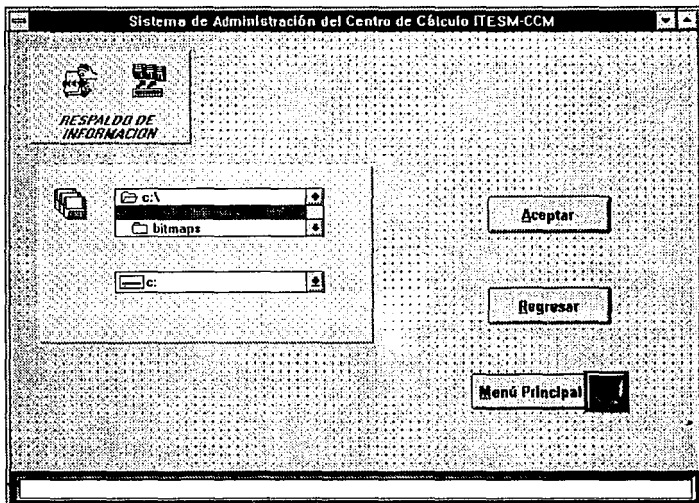 Sistema de Administración del Centro de Cálculo ITESM-CCM
RESPALDO DE
INFORMACION
c:\
bitmaps
c:
Aceptar
Regresar
Menú Principal